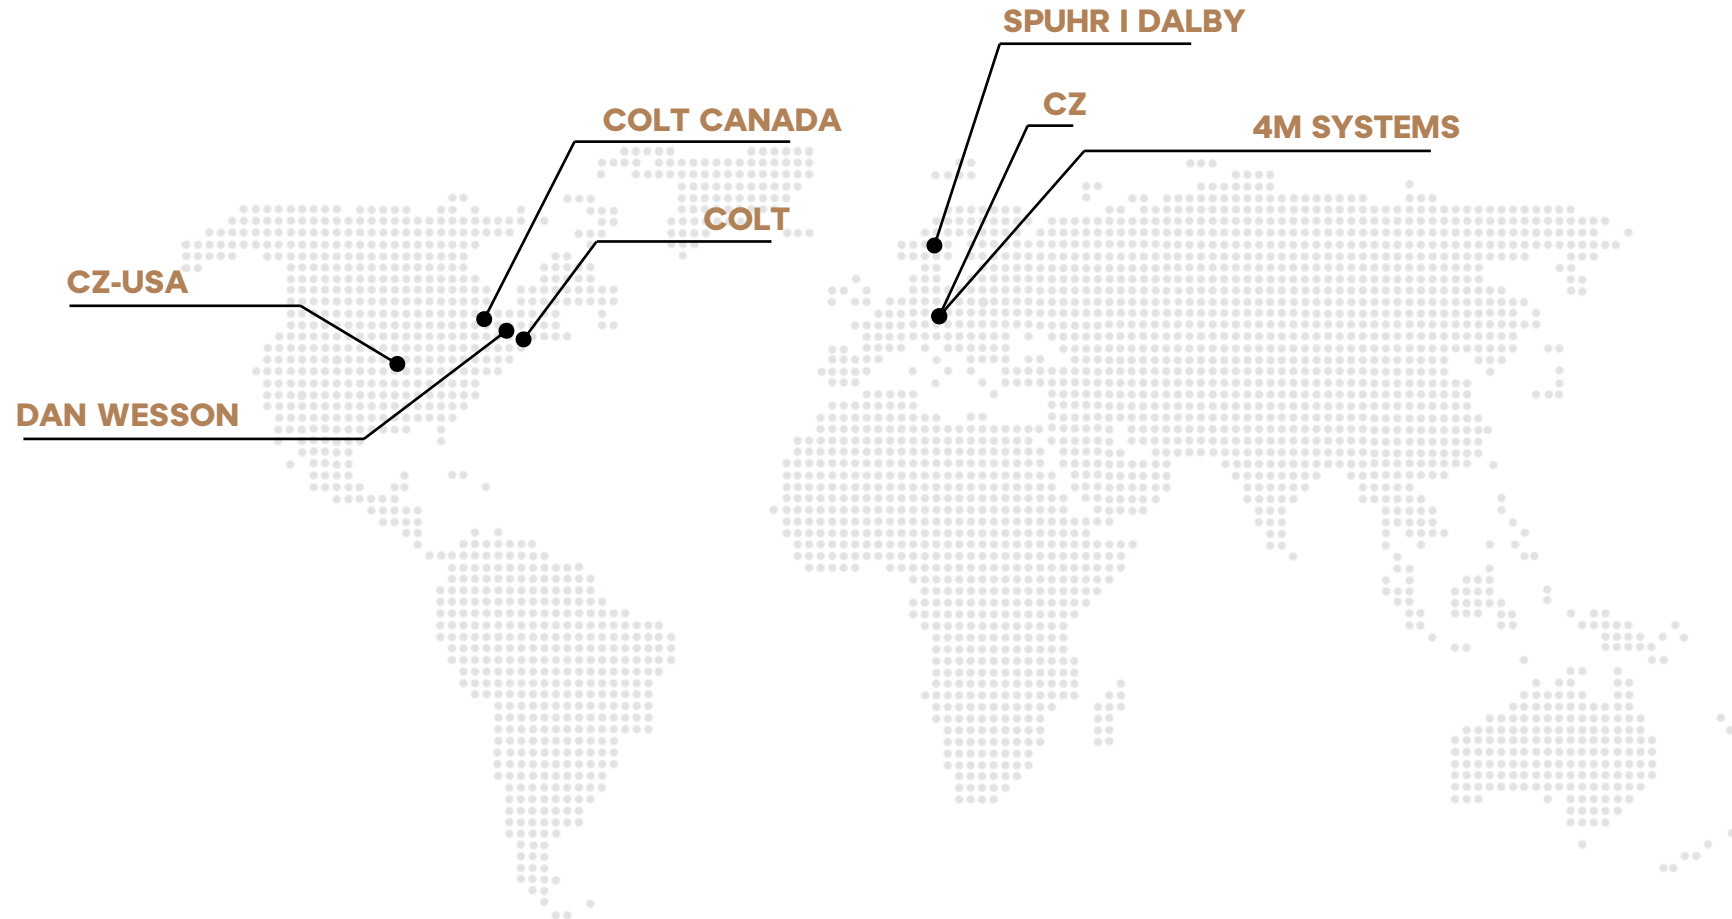 SPUHR I DALBY
CZ
COLT CANADA
4M SYSTEMS
COLT
CZ-USA
DAN WESSON